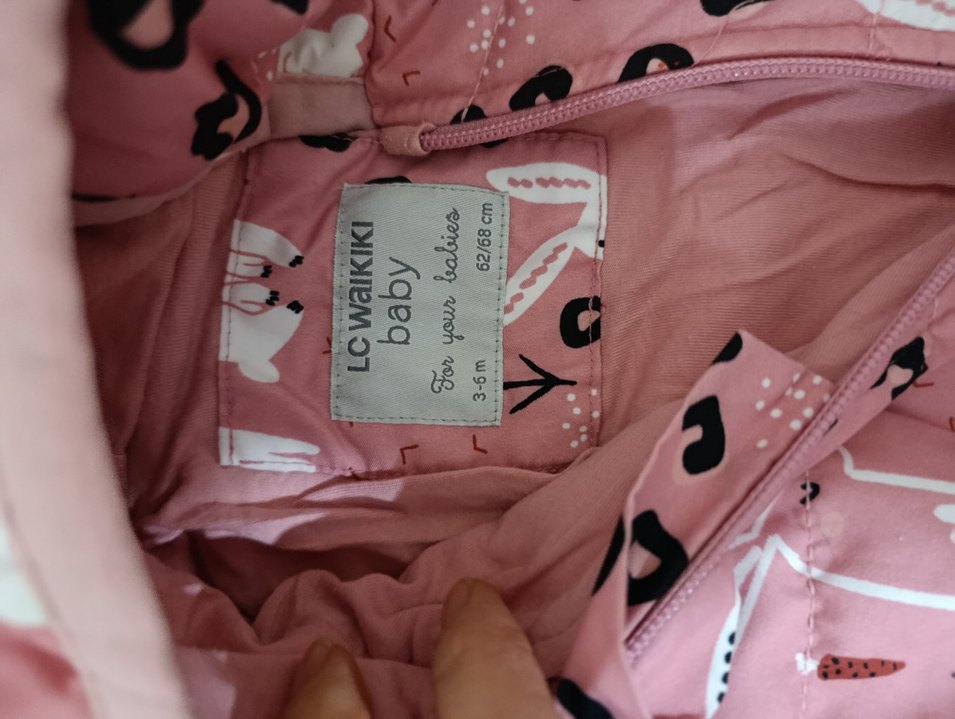 LC WAIKIKI
baby
For your babies
3-6 m 62/68 cm